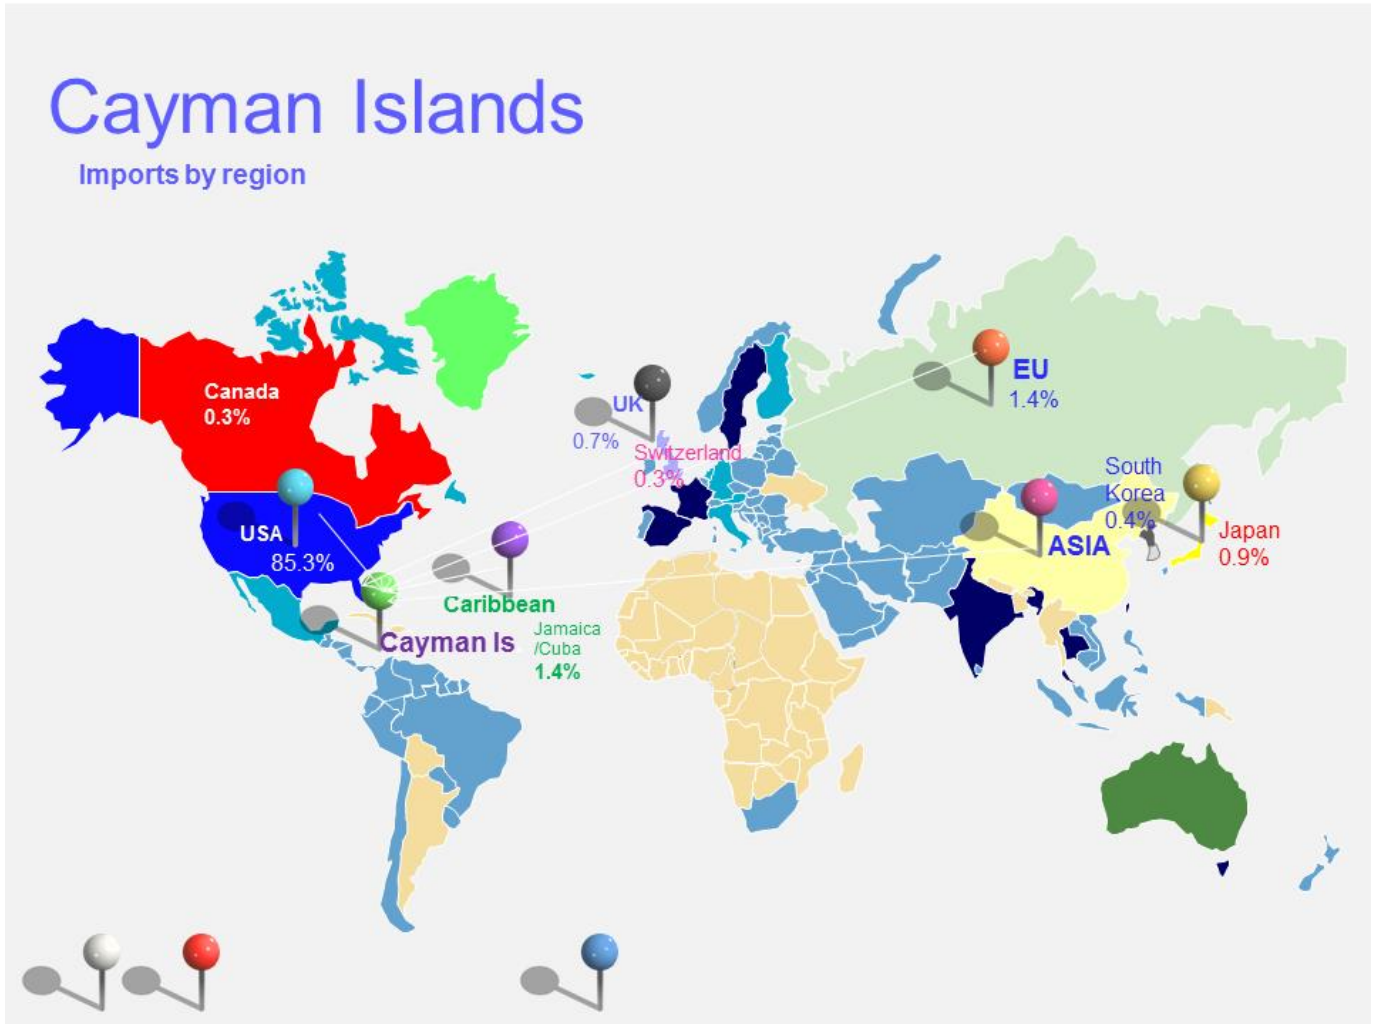 Cayman Islands
Imports by region
Canada
0.3%
USA
85.3%
UK
0.7%
Switzerland
0.3%
EU
1.4%
South
Korea
0.4%
Japan
0.9%
ASIA
Caribbean
Cayman Is
Jamaica
/Cuba
1.4%